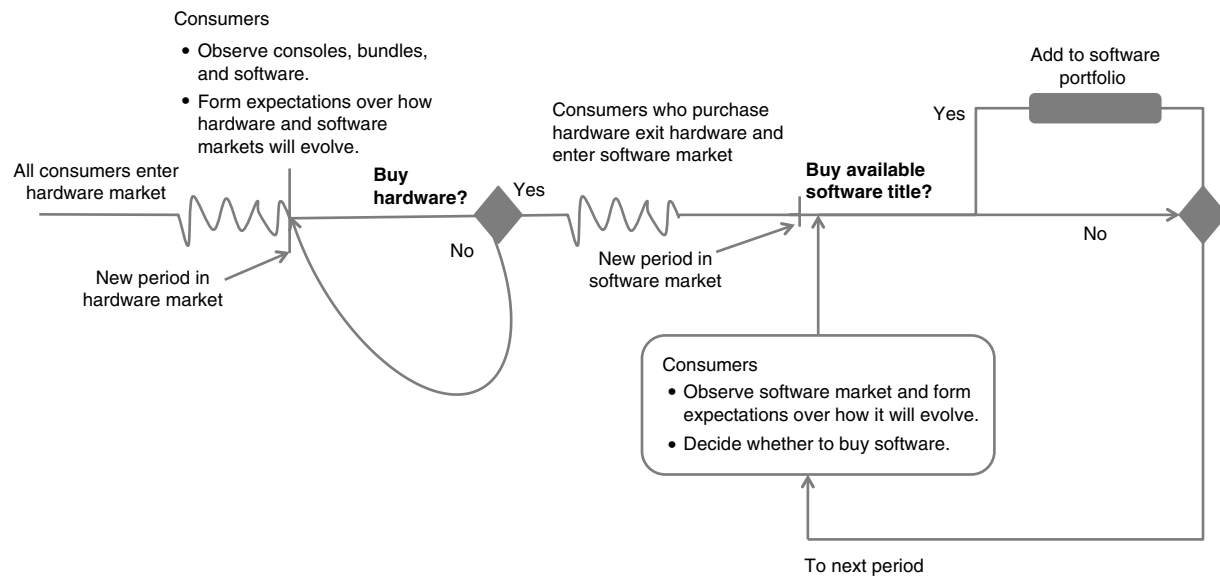 Consumers
• Observe consoles, bundles,
and software.
• Form expectations over how
hardware and software
markets will evolve.
All consumers enter
hardware market
Buy
hardware?
Yes
No
New period in
hardware market
Consumers who purchase
hardware exit hardware and
enter software market
New period in
software market
Buy available
software title?
Yes
Add to software
portfolio
No
Consumers
• Observe software market and form
expectations over how it will evolve.
• Decide whether to buy software.
To next period